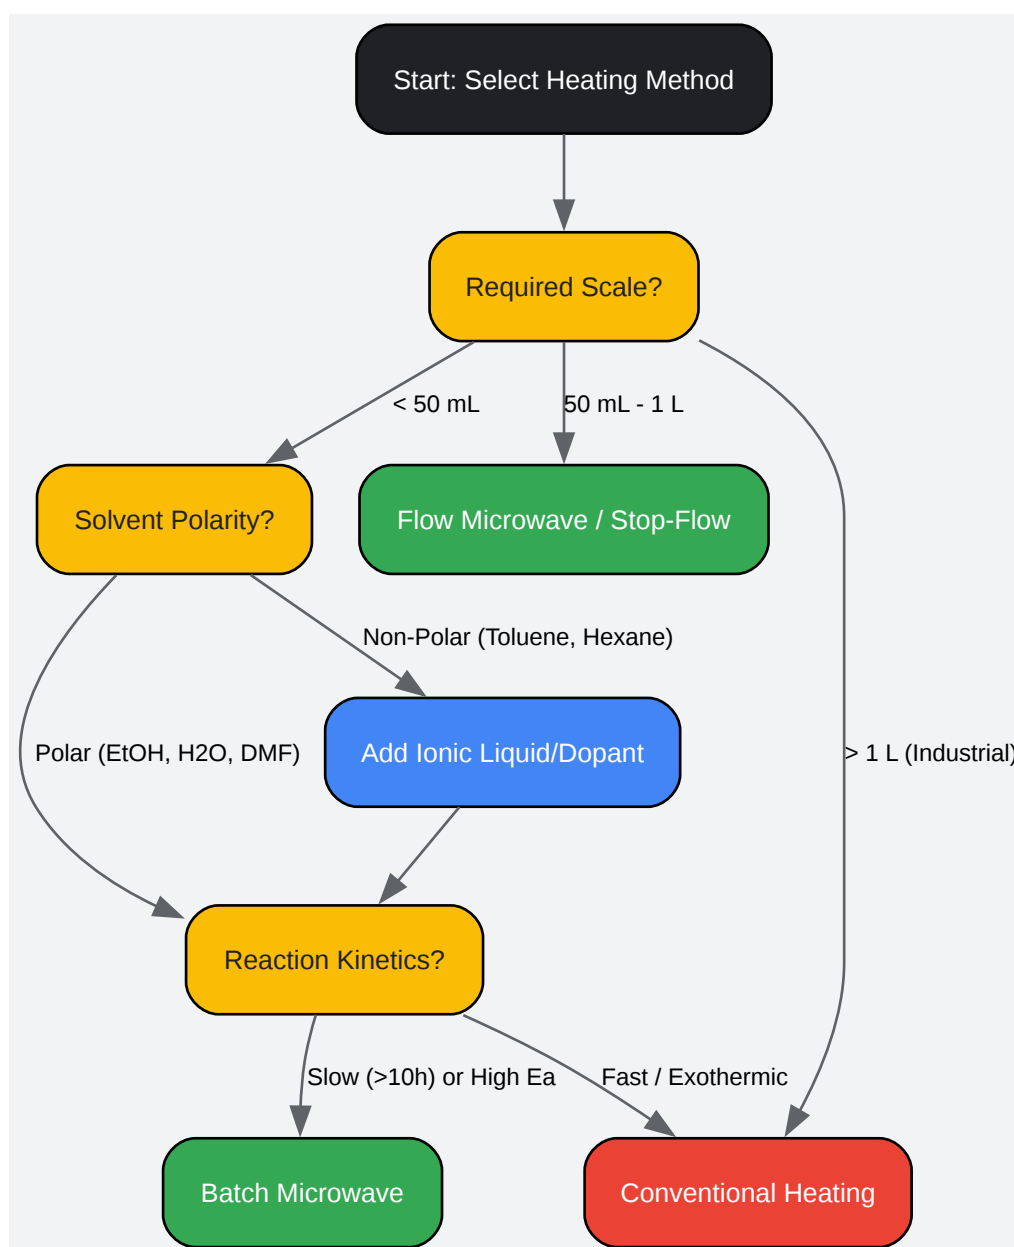 Start: Select Heating Method
Required Scale?
< 50 mL
50 mL - 1 L
Solvent Polarity?
Flow Microwave / Stop-Flow
Non-Polar (Toluene, Hexane)
Polar (EtOH, H2O, DMF)
Add Ionic Liquid/Dopant
> 1 L (Industrial)
Reaction Kinetics?
Slow (>10h) or High Ea
Fast / Exothermic
Batch Microwave
Conventional Heating